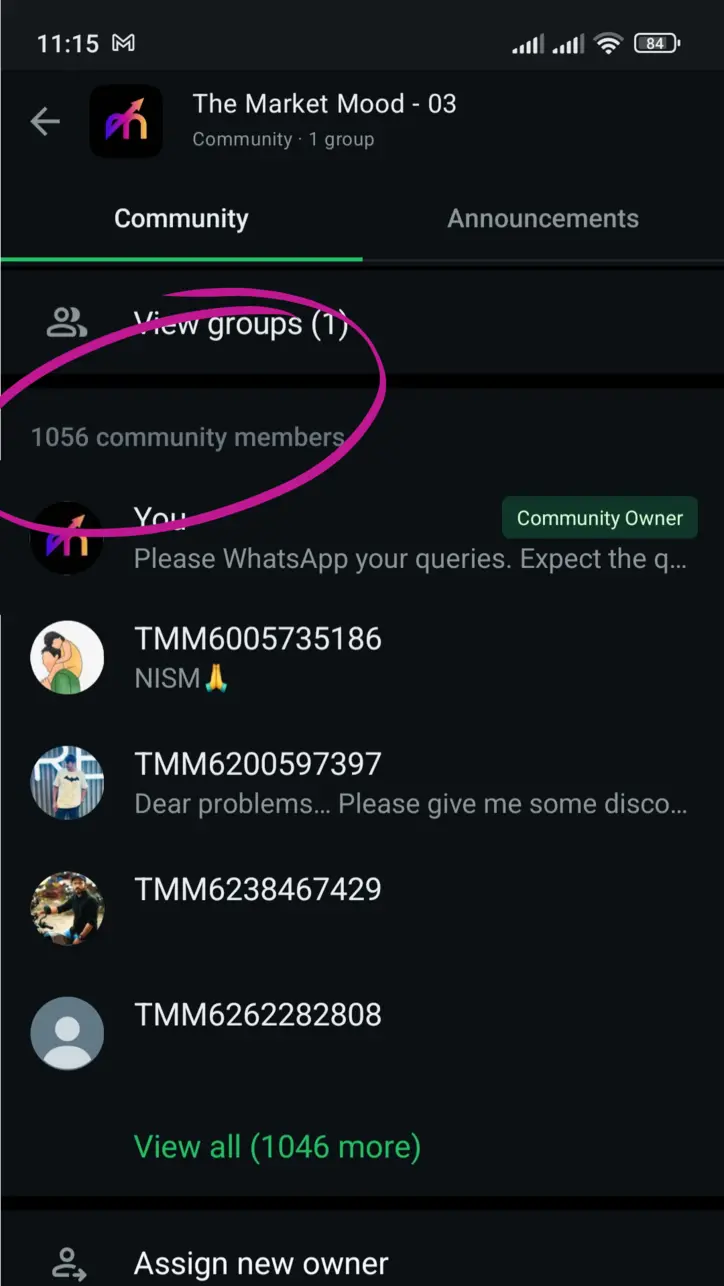 11:15
84
The Market Mood - 03
Community · 1 group
Community
Announcements
View groups (1)
1056 community members
You
Community Owner
Please WhatsApp your queries. Expect the q...
TMM6005735186
NISM🙏
TMM6200597397
Dear problems... Please give me some disco...
TMM6238467429
TMM6262282808
View all (1046 more)
Assign new owner